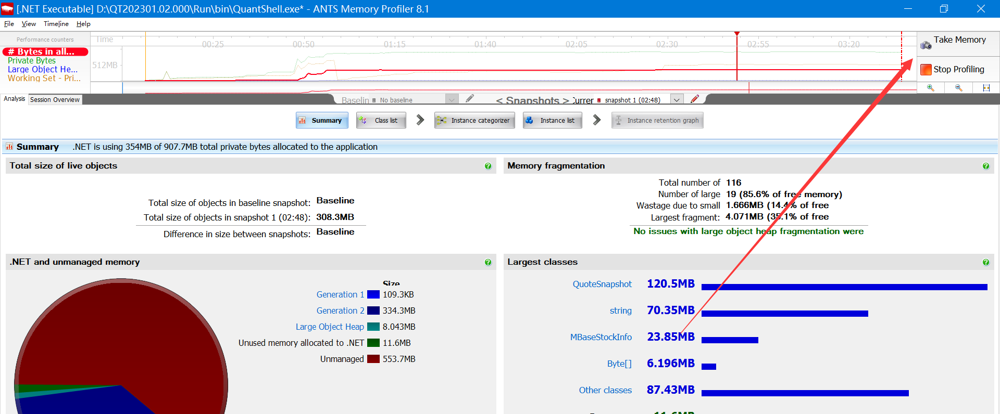 [.NET Executable] D:\QT202301.02.000\Run\bin\QuantShell.exe* - ANTS Memory Profiler 8.1
File View Timeline Help
Performance counters
# Bytes in all...
Private Bytes
Large Object He...
Working Set - Pri...
Time
00:25 00:50 01:15 01:40 02:05 02:30 02:55 03:20
512MB
Take Memory
Stop Profiling
Analysis Session Overview
Baselin No baseline < Snapshots > Curren snapshot 1 (02:48)
Summary Class list Instance categorizer Instance list Instance retention graph
Summary .NET is using 354MB of 907.7MB total private bytes allocated to the application
Total size of live objects
Total size of objects in baseline snapshot: Baseline
Total size of objects in snapshot 1 (02:48): 308.3MB
Difference in size between snapshots: Baseline
Memory fragmentation
Total number of 116
Number of large 19 (85.6% of free memory)
Wastage due to small 1.666MB (14.4% of free
Largest fragment: 4.071MB (35.1% of free
No issues with large object heap fragmentation were
.NET and unmanaged memory
Size
Generation 1 109.3KB
Generation 2 334.3MB
Large Object Heap 8.043MB
Unused memory allocated to .NET 11.6MB
Unmanaged 553.7MB
Largest classes
QuoteSnapshot 120.5MB
string 70.35MB
MBaseStockInfo 23.85MB
Byte[] 6.196MB
Other classes 87.43MB